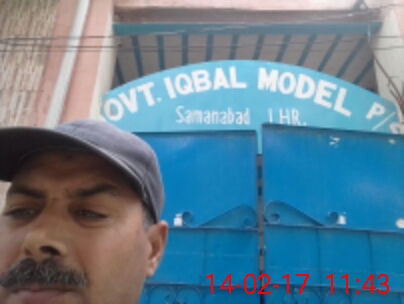 OVT. IQBAL MODEL P/S
Samanabad LHR.
14-02-17 11:43